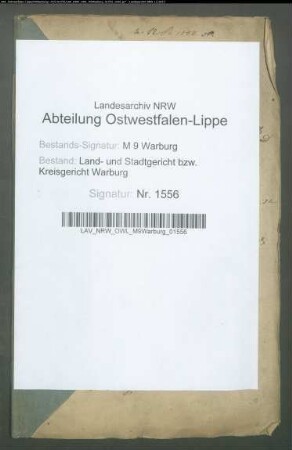 Landesarchiv NRW
Abteilung Ostwestfalen-Lippe
Bestands-Signatur: M 9 Warburg
Bestand: Land- und Stadtgericht bzw.
Kreisgericht Warburg
Signatur: Nr. 1556
LAV_NRW_OWL_M9Warburg_01556